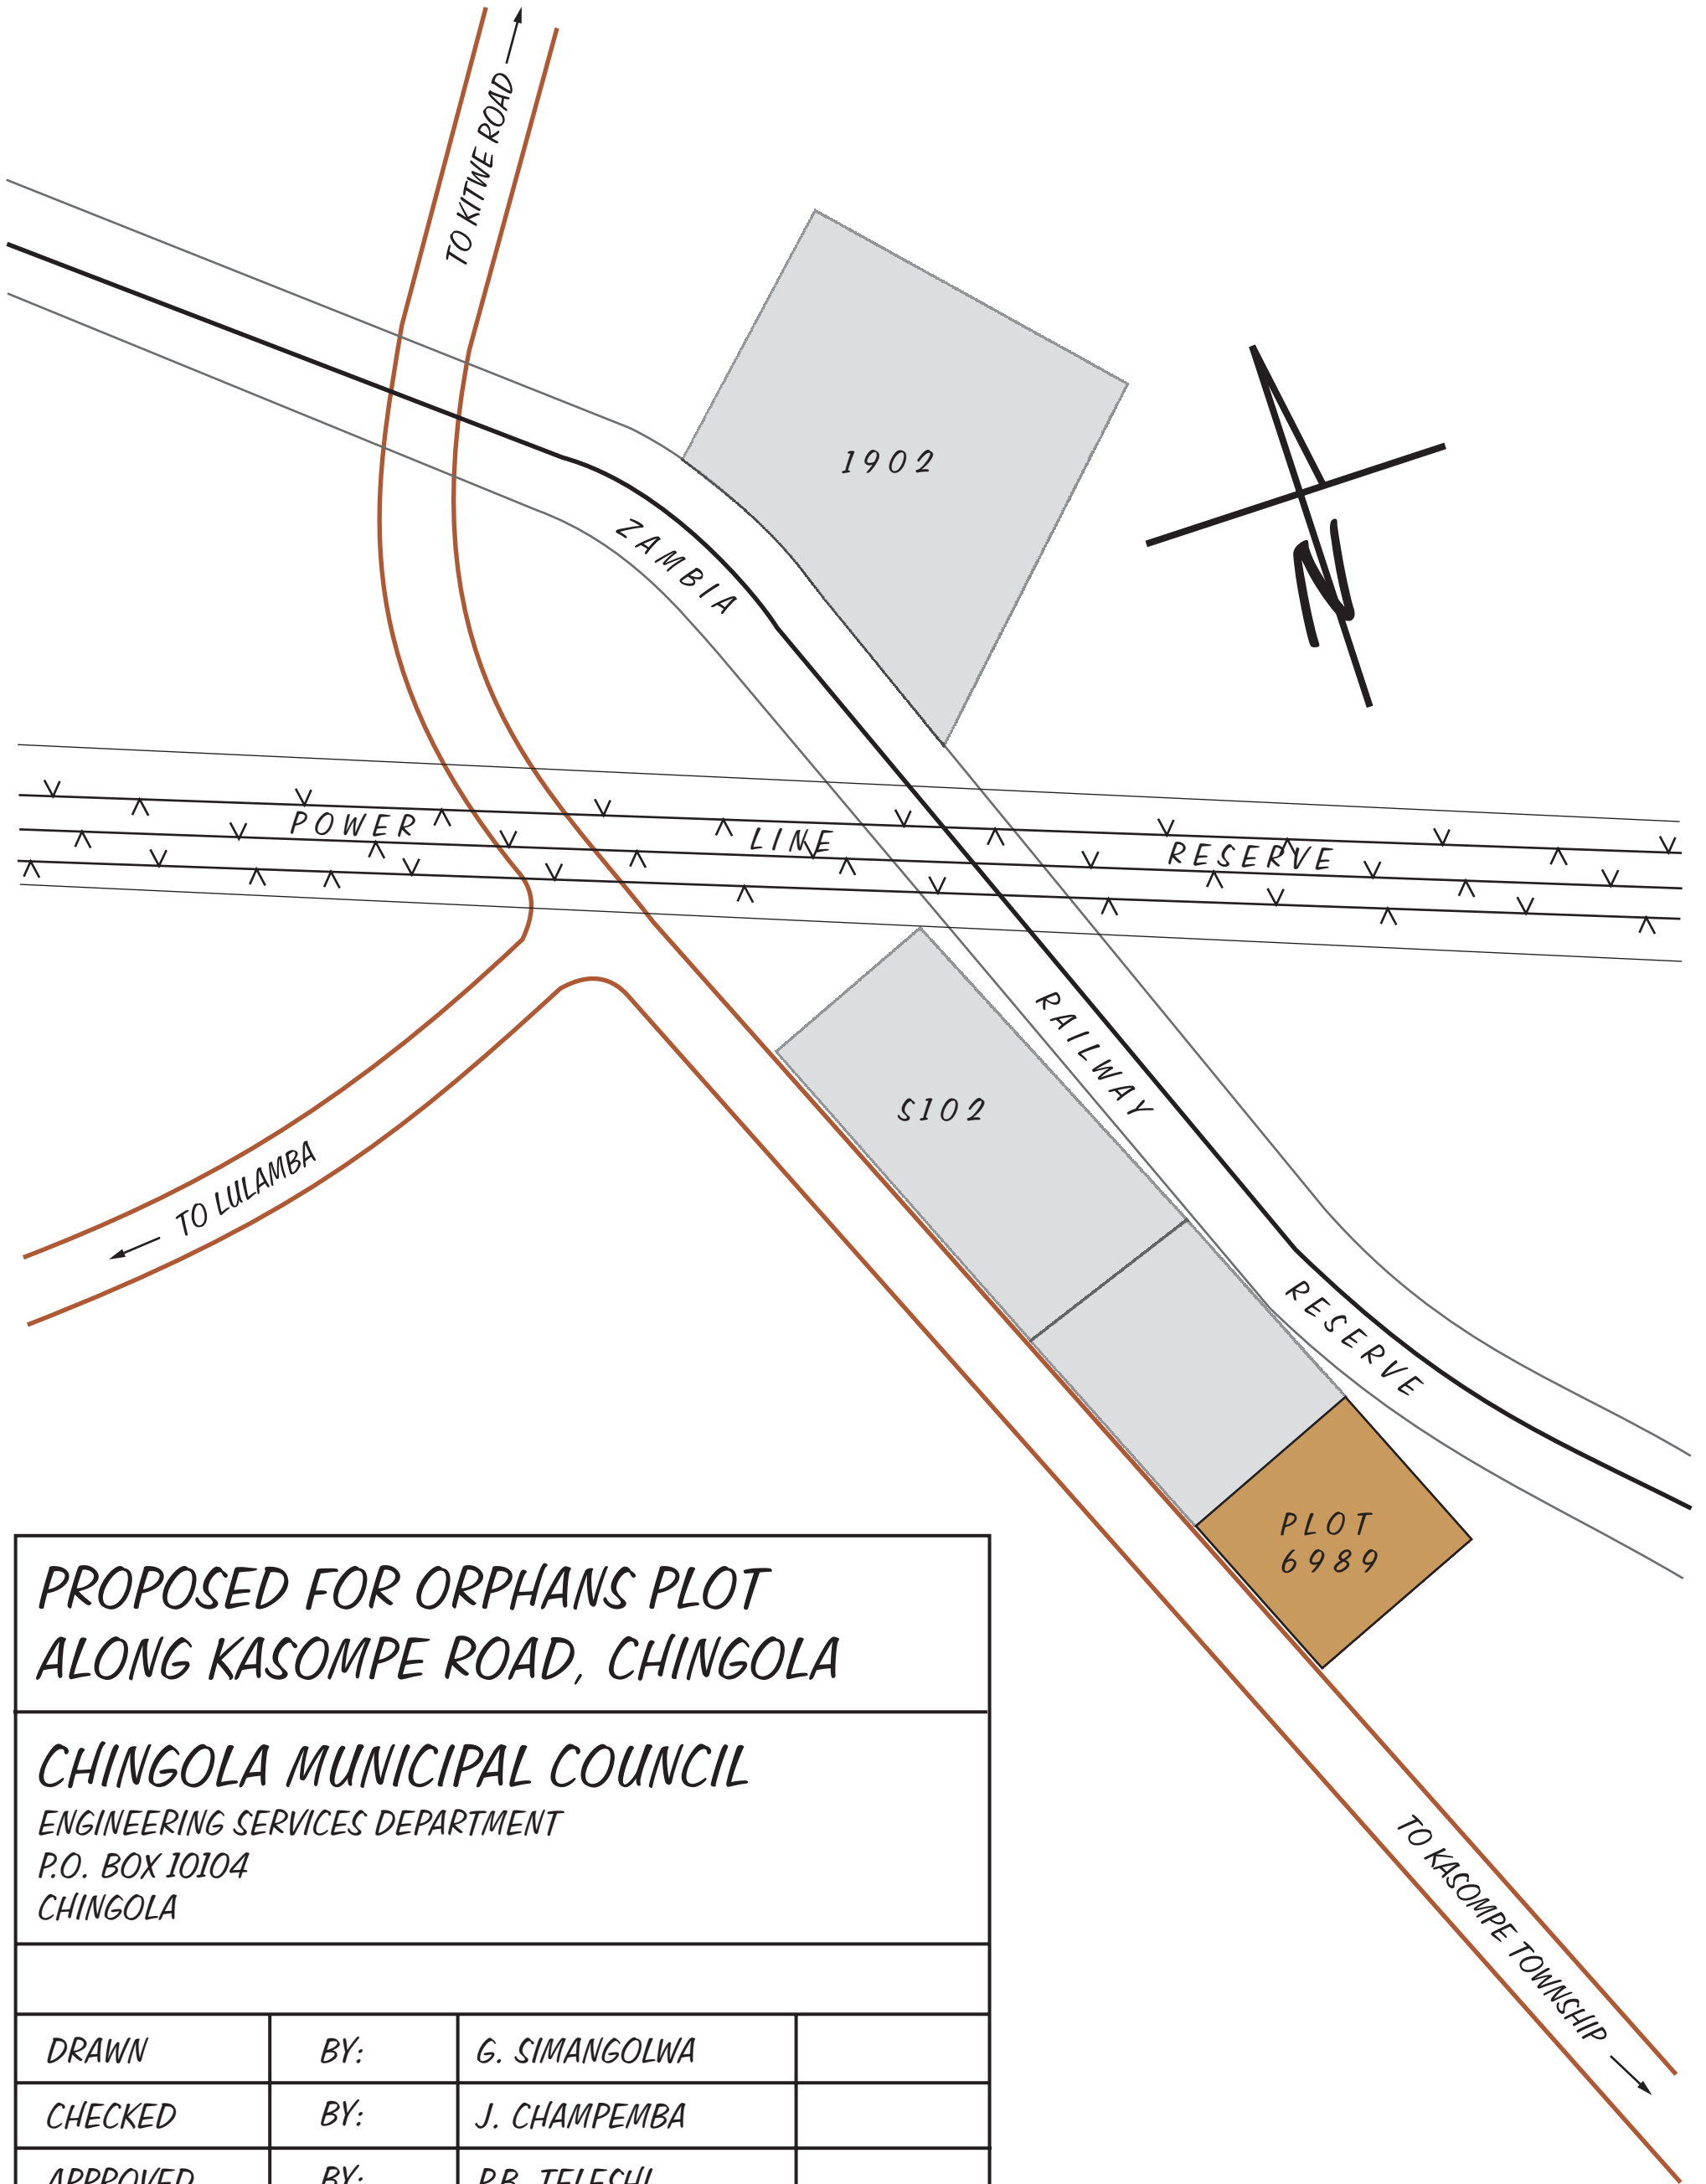 TO KITWE ROAD
1902
N
ZAMBIA
POWER LINE RESERVE
RAILWAY
S102
TO LULAMBA
RESERVE
PLOT
6989
PROPOSED FOR ORPHANS PLOT
ALONG KASOMPE ROAD, CHINGOLA
CHINGOLA MUNICIPAL COUNCIL
ENGINEERING SERVICES DEPARTMENT
P.O. BOX 10104
CHINGOLA
TO KASOMPE TOWNSHIP
DRAWN BY: G. SIMANGOLWA
CHECKED BY: J. CHAMPEMBA
BY: